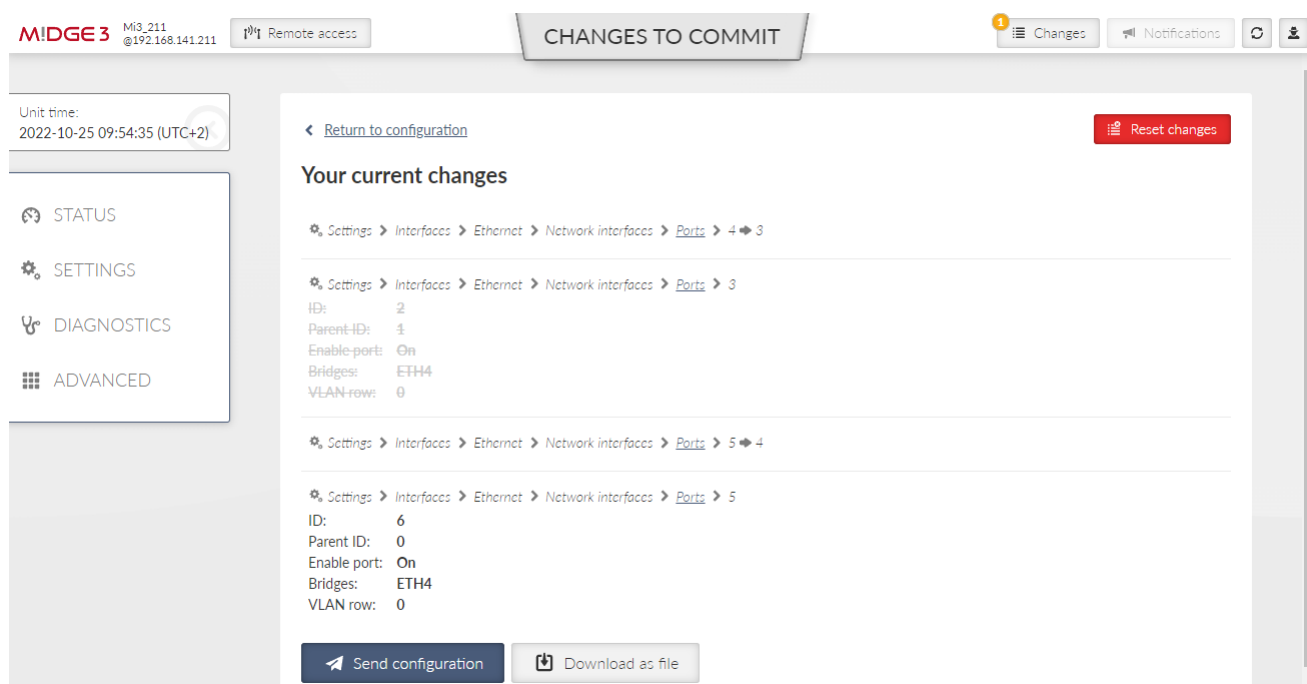 M!DGE 3 Mi3_211 @192.168.141.211 Remote access CHANGES TO COMMIT 1 Changes Notifications
Unit time:
2022-10-25 09:54:35 (UTC+2)
STATUS
SETTINGS
DIAGNOSTICS
ADVANCED
Return to configuration Reset changes
Your current changes
Settings > Interfaces > Ethernet > Network interfaces > Ports > 4 → 3
Settings > Interfaces > Ethernet > Network interfaces > Ports > 3
ID: 2
Parent ID: 1
Enable port: On
Bridges: ETH4
VLAN row: 0
Settings > Interfaces > Ethernet > Network interfaces > Ports > 5 → 4
Settings > Interfaces > Ethernet > Network interfaces > Ports > 5
ID: 6
Parent ID: 0
Enable port: On
Bridges: ETH4
VLAN row: 0
Send configuration Download as file